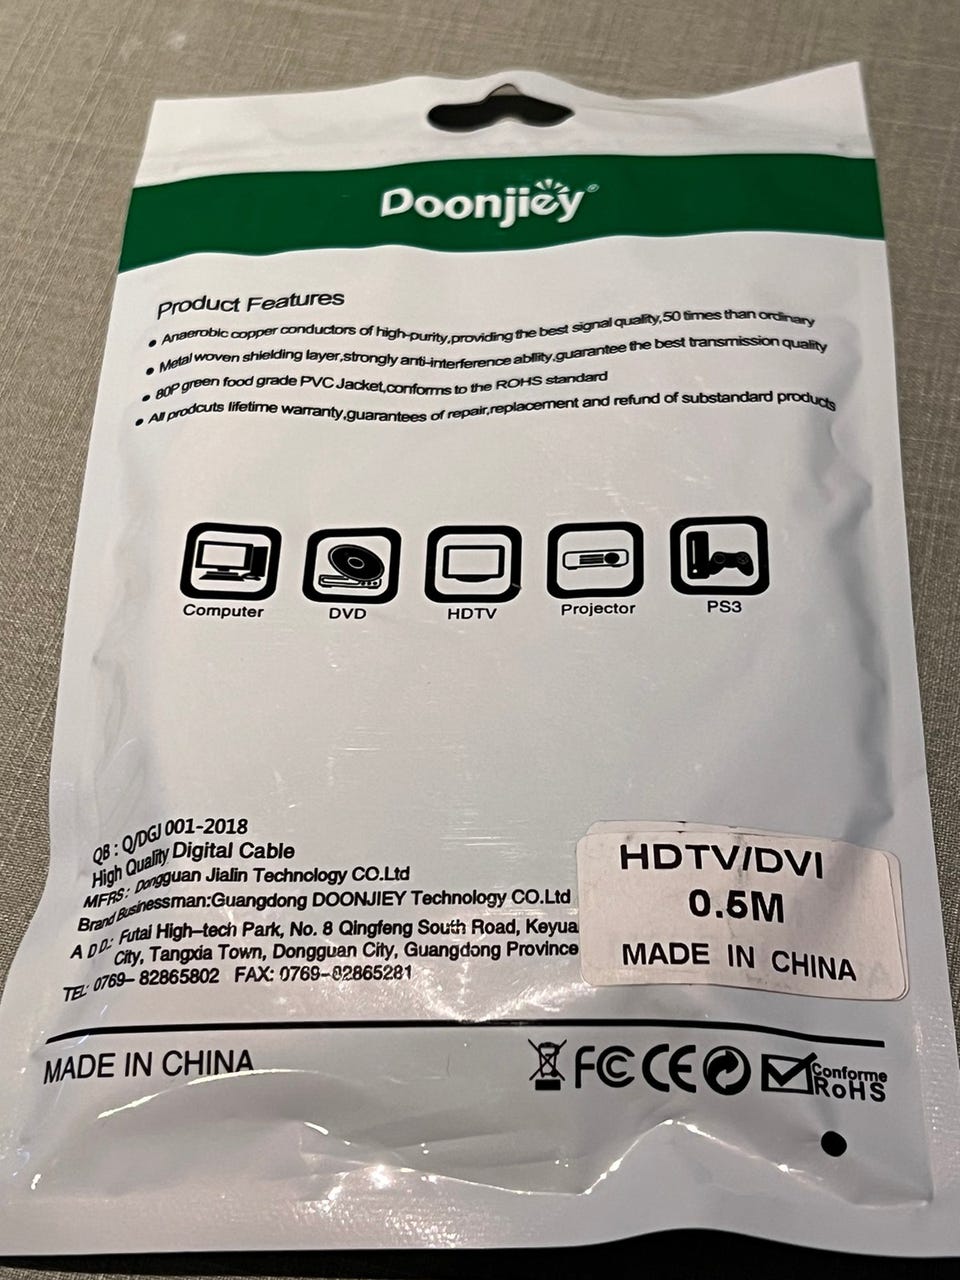 Doonjiey®
Product Features
• Anaerobic copper conductors of high-purity,providing the best signal quality,50 times than ordinary
• Metal woven shielding layer,strongly anti-interference ability,guarantee the best transmission quality
• 80P green food grade PVC Jacket,conforms to the ROHS standard
• All prodcuts lifetime warranty,guarantees of repair,replacement and refund of substandard products
Computer
DVD
HDTV
Projector
PS3
QB : Q/DGJ 001-2018
High Quality Digital Cable
MFRS: Dongguan Jialin Technology CO.Ltd
Brand Businessman:Guangdong DOONJIEY Technology CO.Ltd
A D D.: Futai High-tech Park, No. 8 Qingfeng South Road, Keyua
City, Tangxia Town, Dongguan City, Guangdong Province
TEL: 0769-82865802 FAX: 0769-82865281
HDTV/DVI
0.5M
MADE IN CHINA
MADE IN CHINA
FC CE
Conforme
RoHS